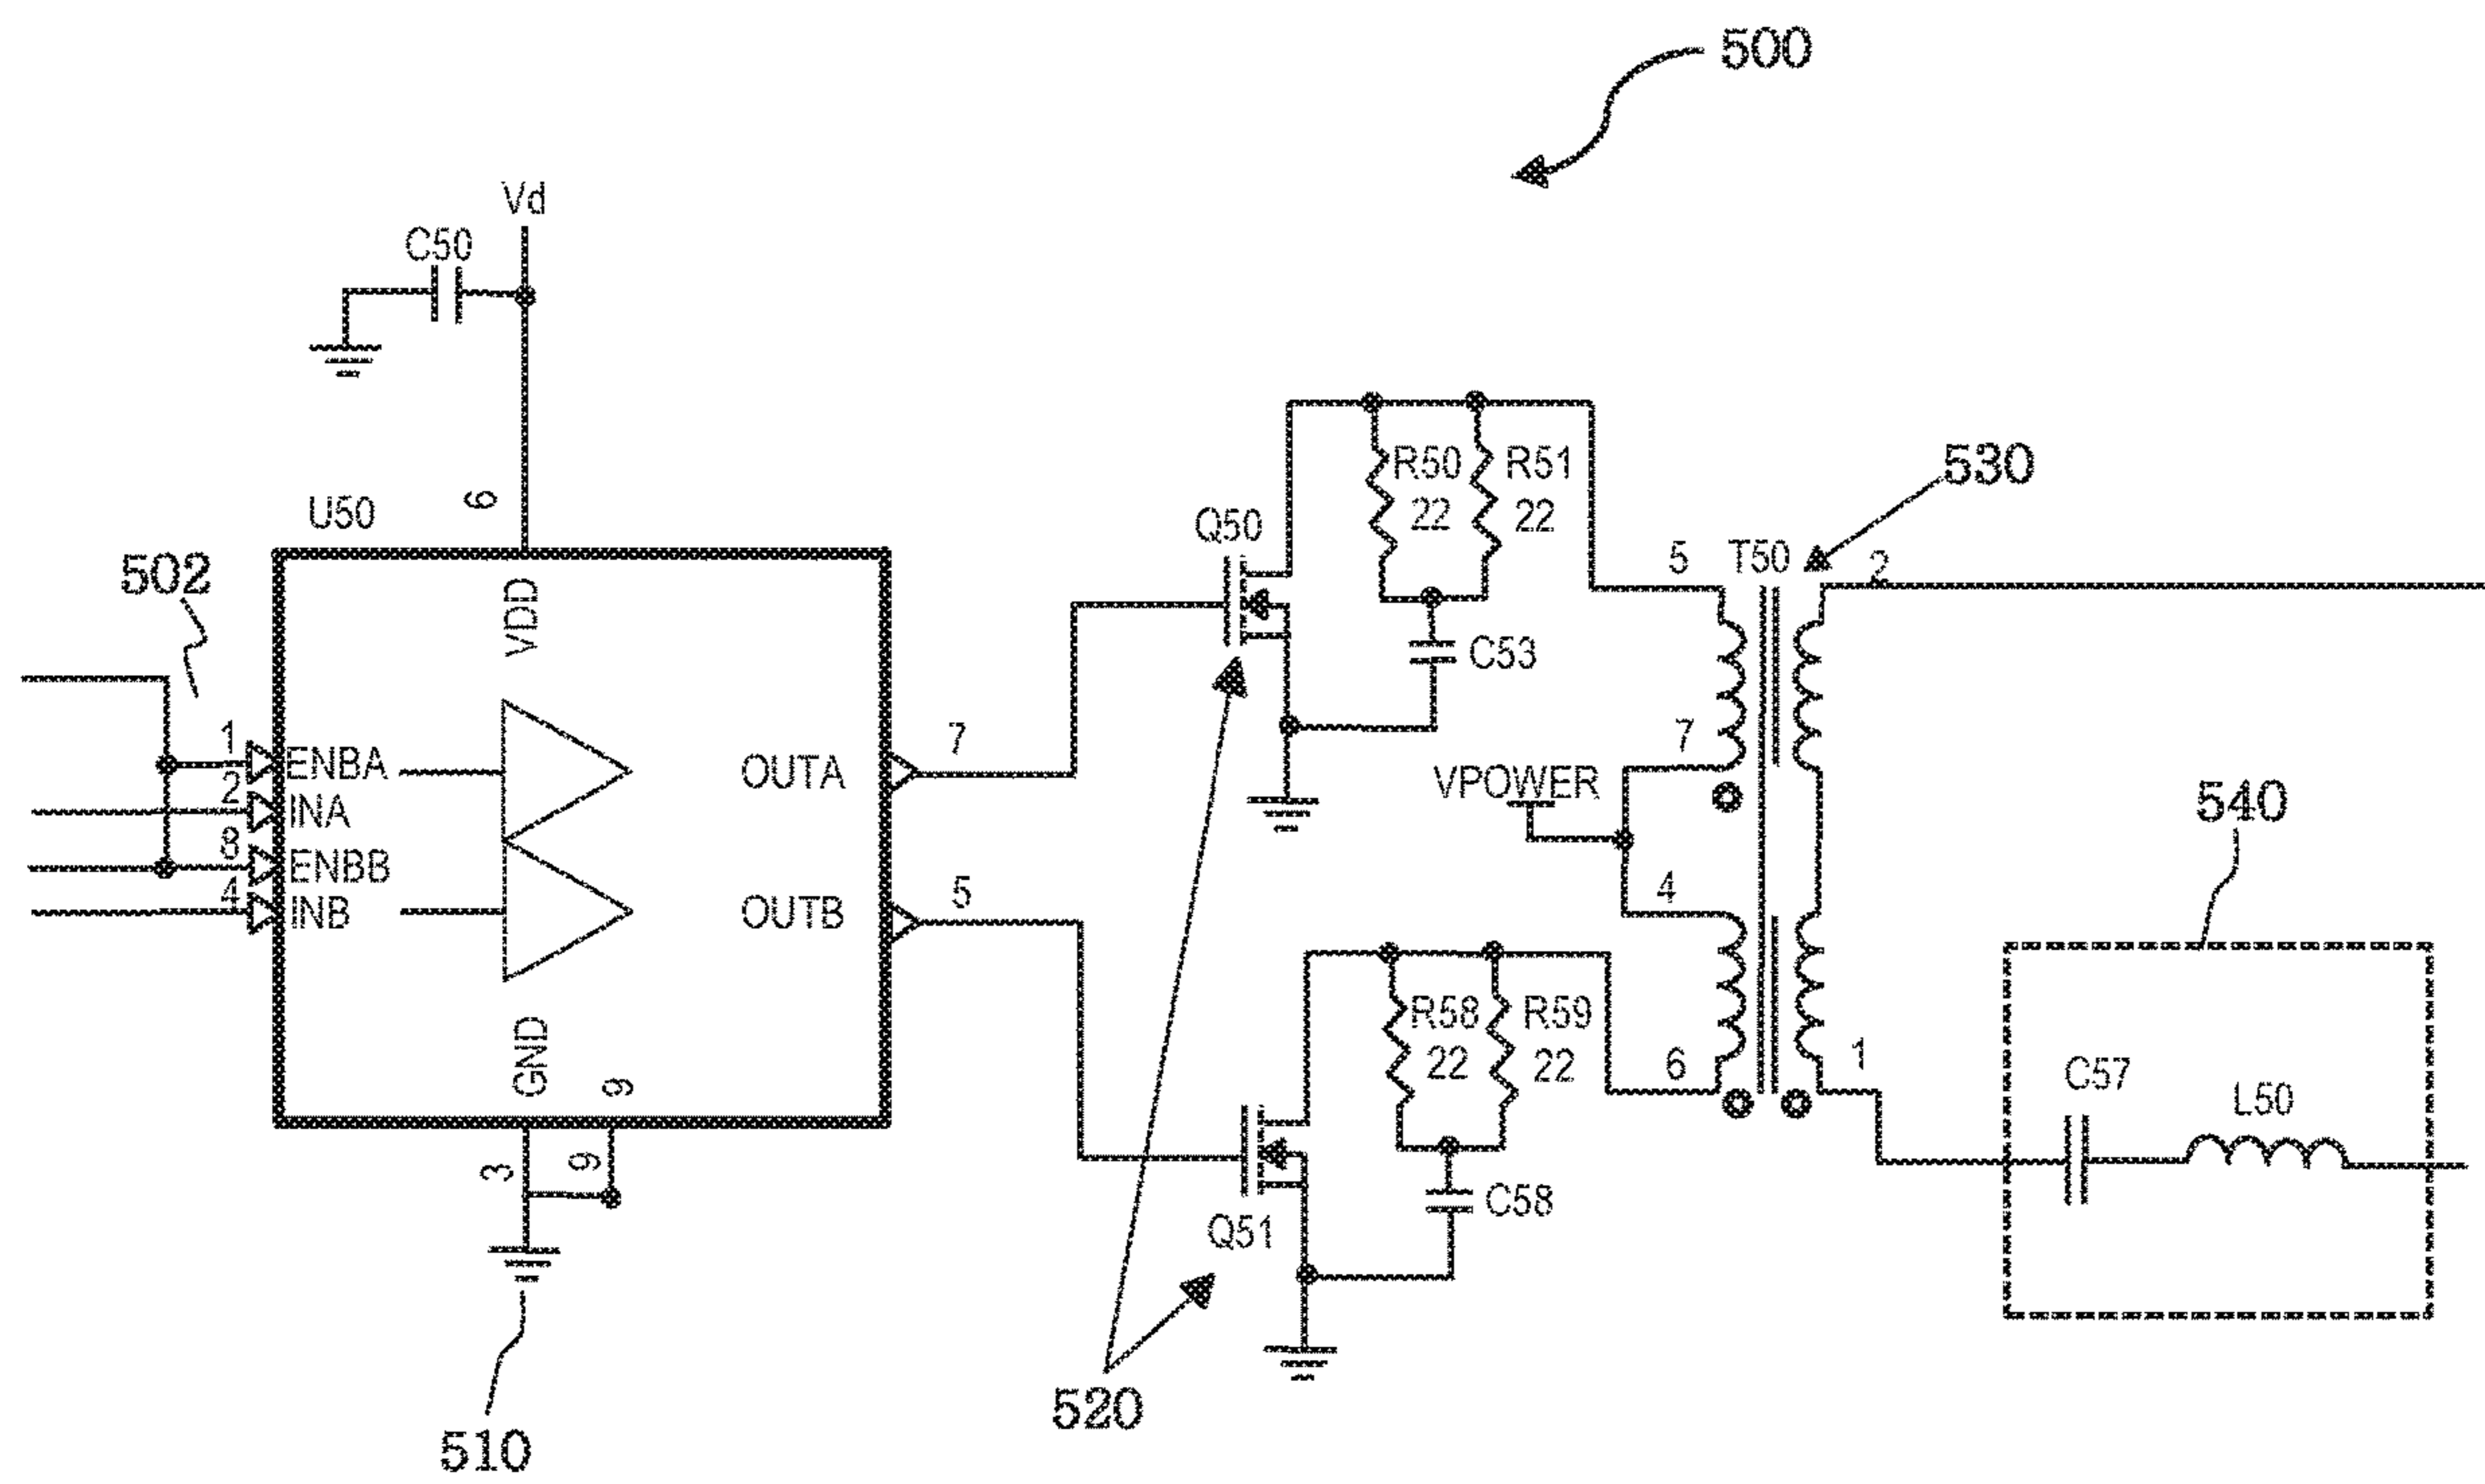 500
Vd
C50
6
U50
502
VDD
1
ENBA
2
INA
8
ENBB
4
INB
OUTA
7
OUTB
5
GND
9
3
9
510
Q50
R50
22
R51
22
C53
Q51
R58
22
R59
22
C58
520
VPOWER
5
T50
530
2
7
4
6
1
540
C57
L50